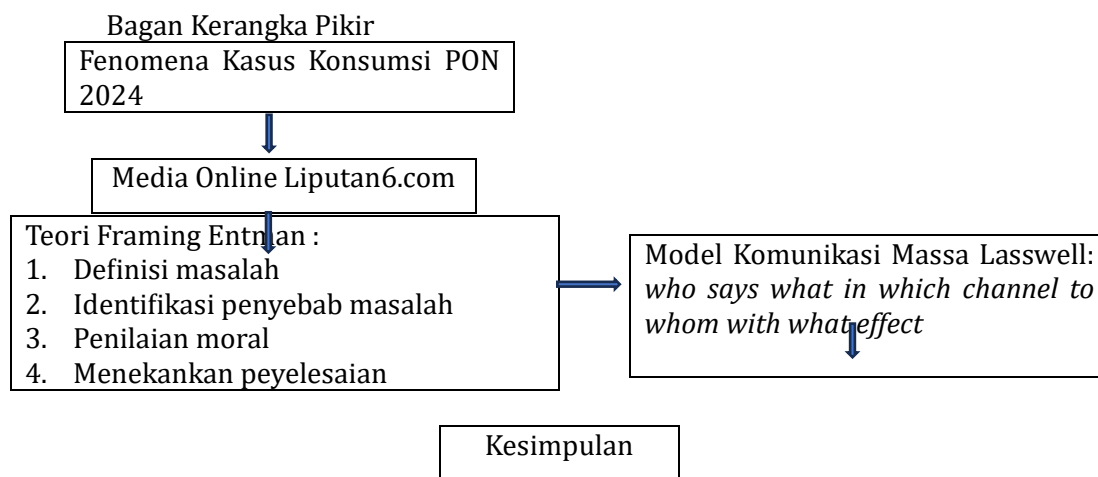 Bagan Kerangka Pikir
Fenomena Kasus Konsumsi PON
2024
Media Online Liputan6.com
Teori Framing Entman :
1. Definisi masalah
2. Identifikasi penyebab masalah
3. Penilaian moral
4. Menekankan peyelesaian
Model Komunikasi Massa Lasswell:
who says what in which channel to
whom with what effect
Kesimpulan